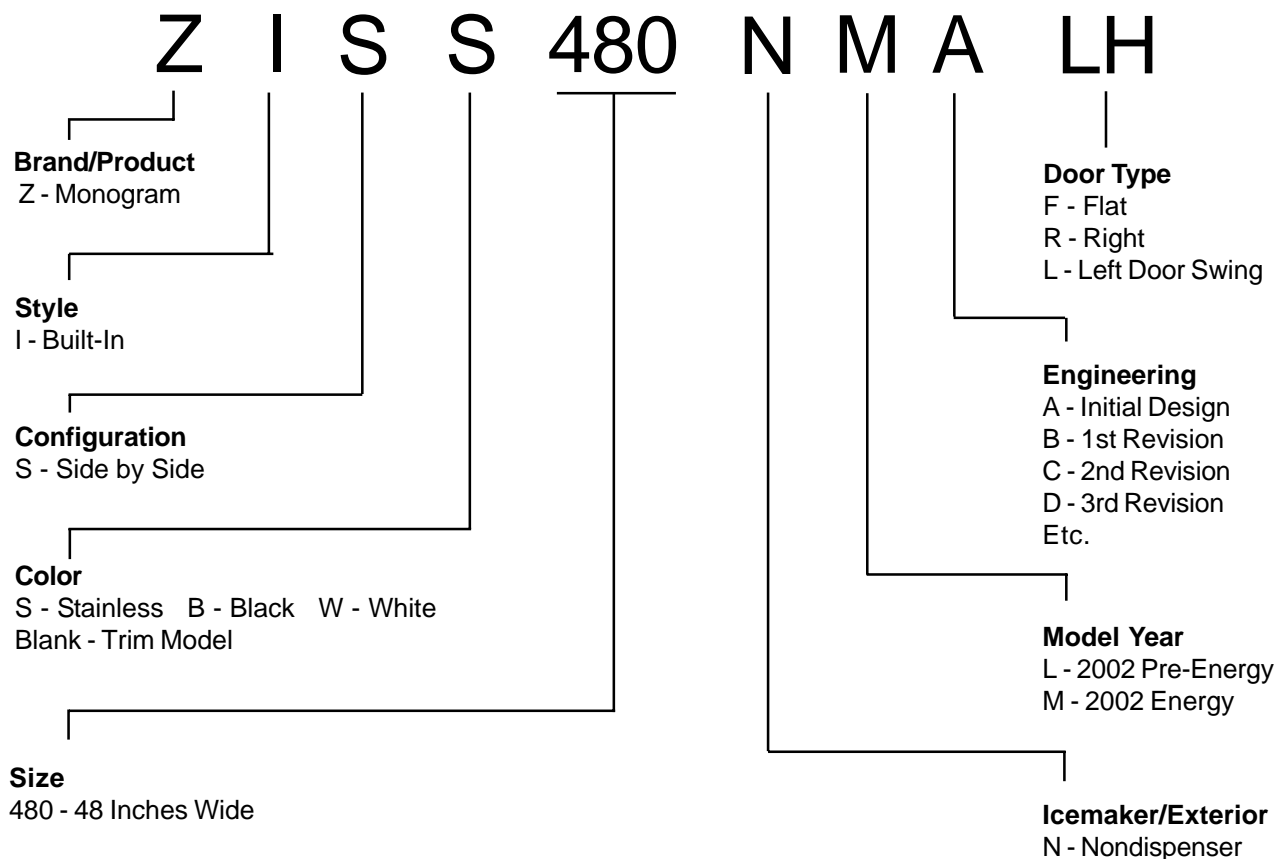 Z I S S 480 N M A LH
Brand/Product
Z - Monogram
Style
I - Built-In
Configuration
S - Side by Side
Color
S - Stainless B - Black W - White
Blank - Trim Model
Size
480 - 48 Inches Wide
Door Type
F - Flat
R - Right
L - Left Door Swing
Engineering
A - Initial Design
B - 1st Revision
C - 2nd Revision
D - 3rd Revision
Etc.
Model Year
L - 2002 Pre-Energy
M - 2002 Energy
Icemaker/Exterior
N - Nondispenser